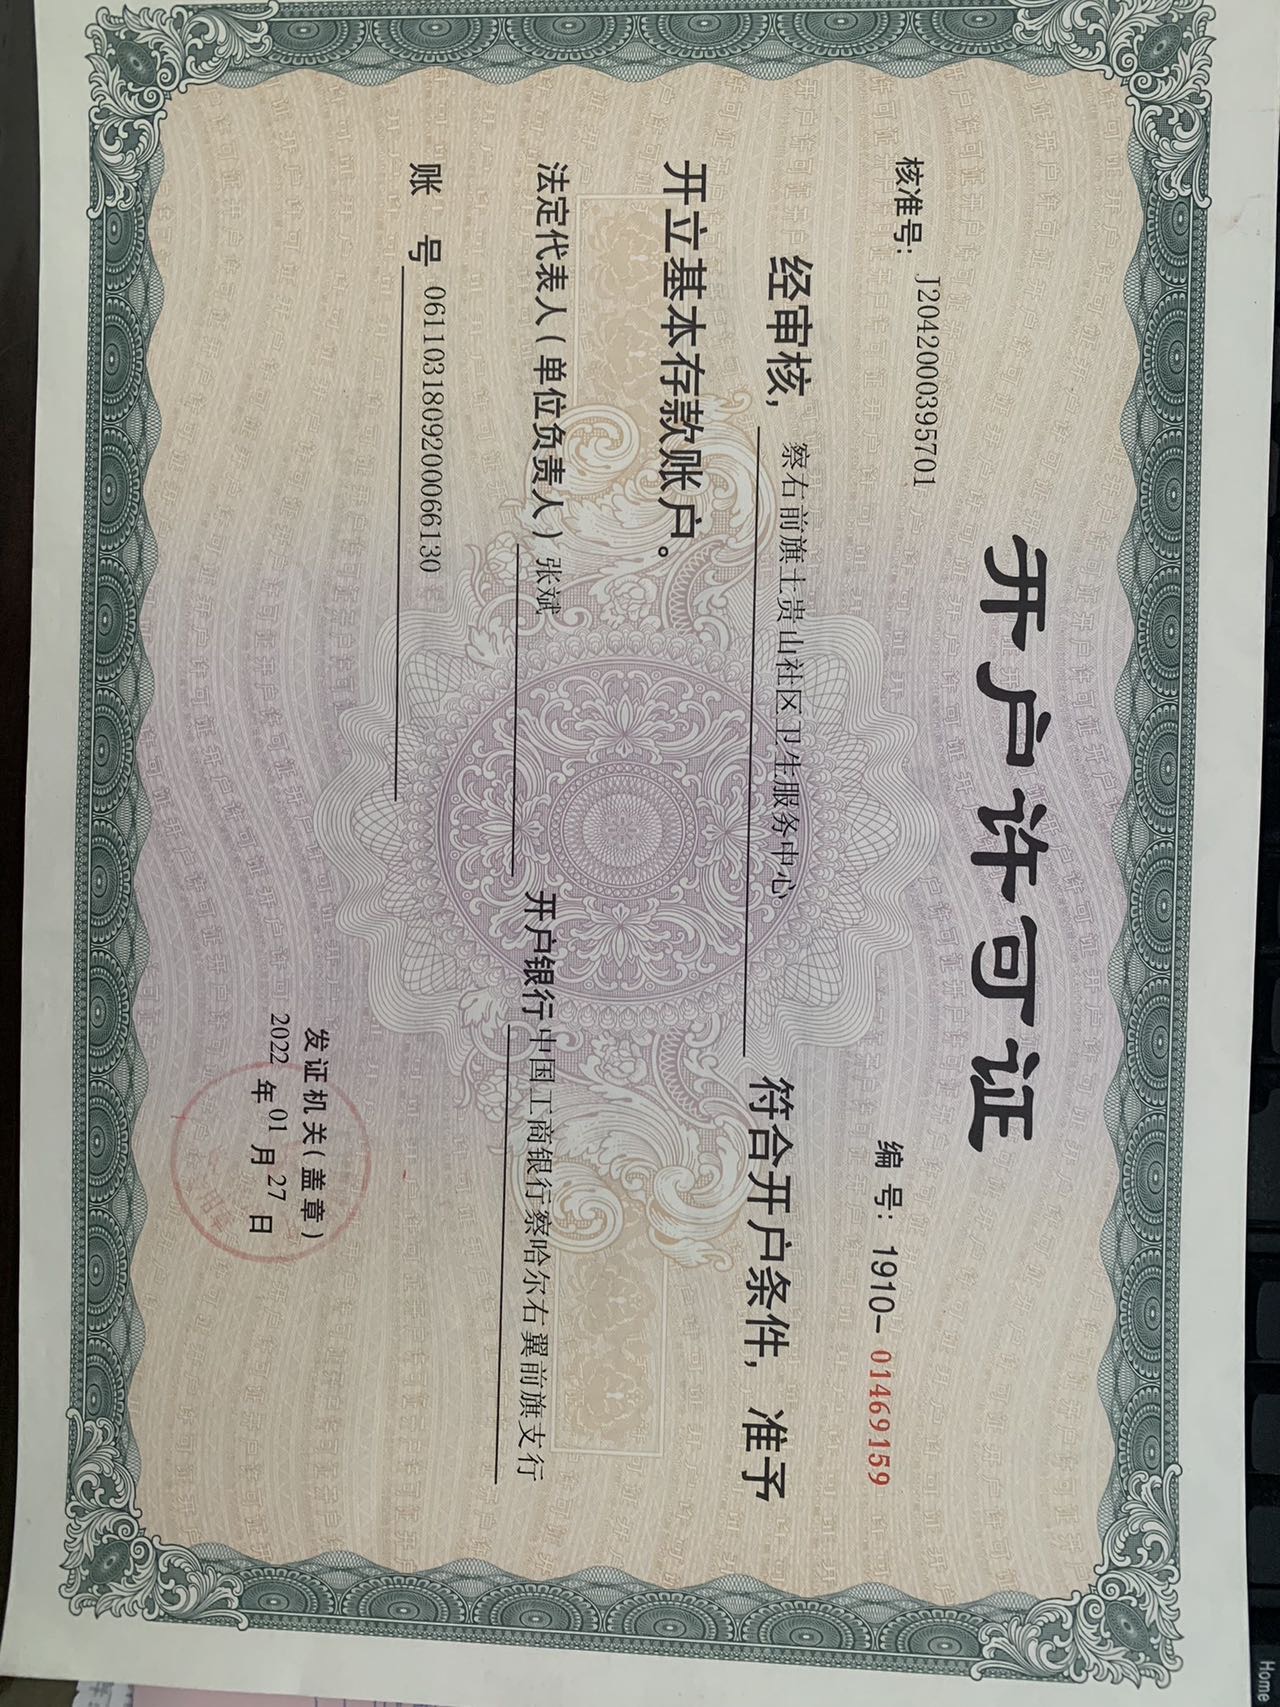 开户许可证
核准号: J2042000395701
编号: 1910-01469159
经审核, 察右前旗土贵山社区卫生服务中心 符合开户条件, 准予
开立基本存款账户。
法定代表人(单位负责人) 张斌 开户银行 中国工商银行察哈尔右翼前旗支行
账 号 0611031809200066130
发证机关(盖章)
2022 年 01 月 27 日
Home